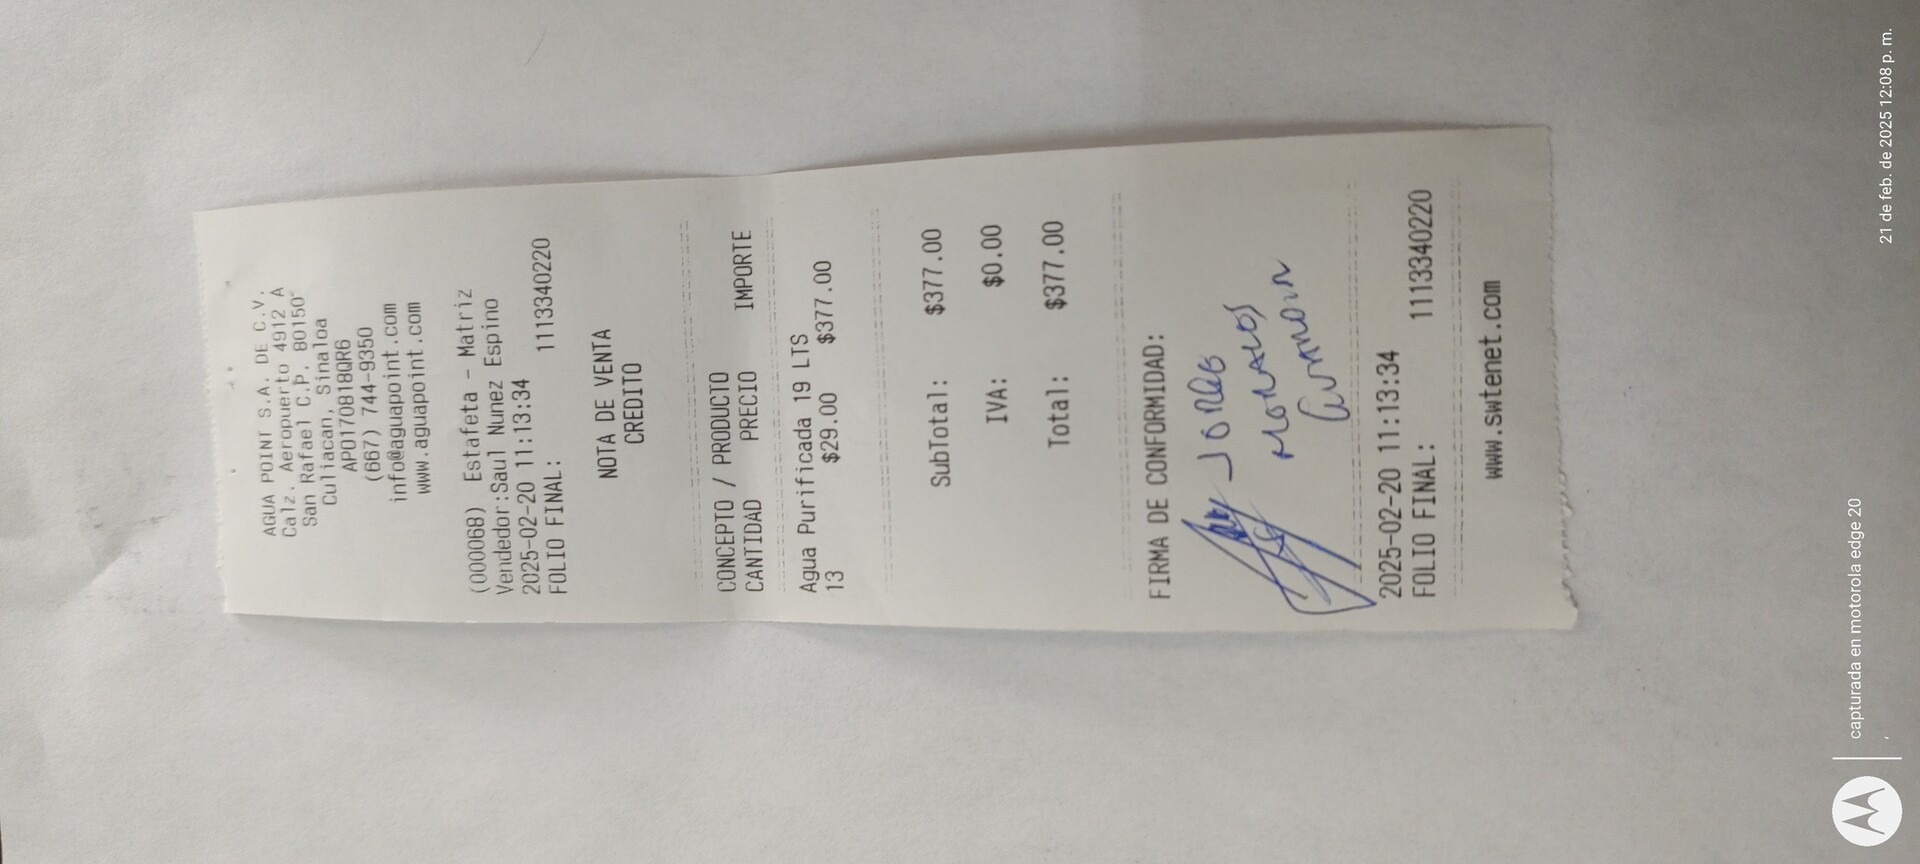 AGUA POINT S.A. DE C.V.
Calz. Aeropuerto 4912 A
San Rafael C.P. 80150
Culiacan, Sinaloa
APO170818QR6
(667) 744-9350
info@aguapoint.com
www.aguapoint.com
(000068) Estafeta - Matriz
Vendedor:Saul Nunez Espino
2025-02-20 11:13:34
FOLIO FINAL: 1113340220
NOTA DE VENTA
CREDITO
CONCEPTO / PRODUCTO
CANTIDAD PRECIO IMPORTE
Agua Purificada 19 LTS
13 $29.00 $377.00
SubTotal: $377.00
IVA: $0.00
Total: $377.00
FIRMA DE CONFORMIDAD:
JORGE
MORALES
2025-02-20 11:13:34
FOLIO FINAL: 1113340220
www.swtenet.com
capturada en motorola edge 20
21 de feb. de 2025 12:08 p. m.